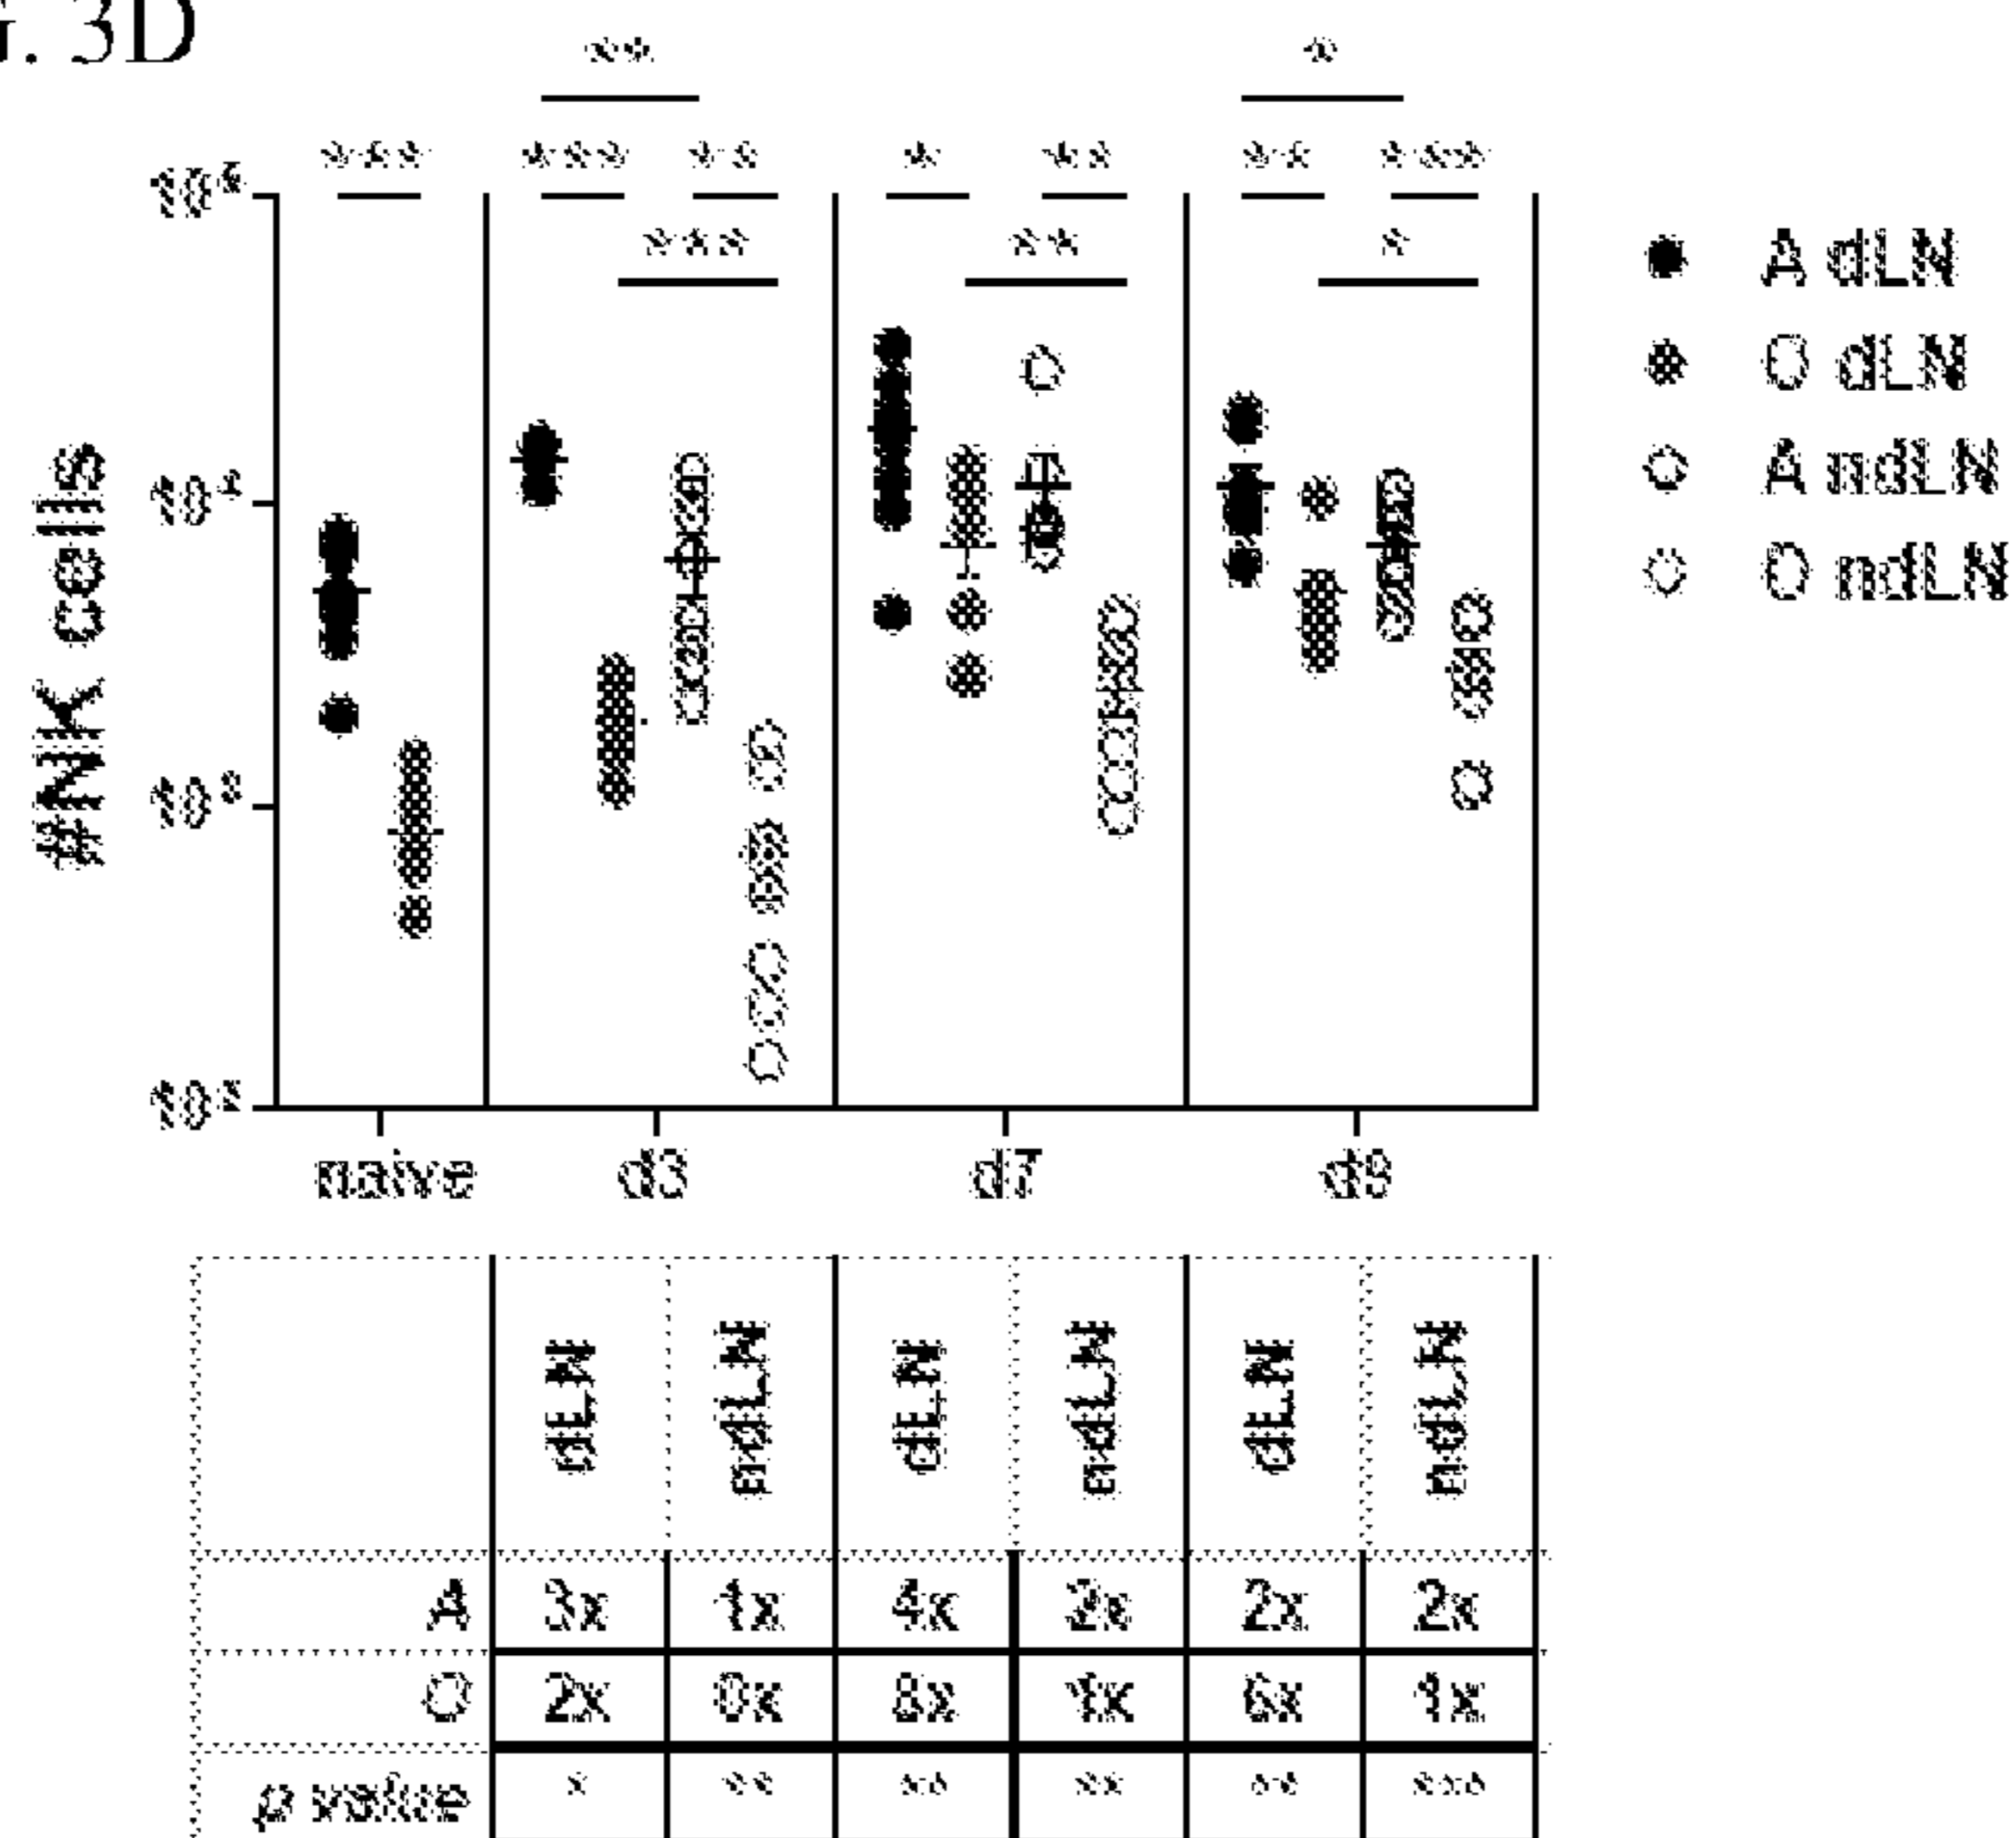 G. 3D
** *
*** *** ** * ** ** ***
*** ** *
#NK cells
A dLN
O dLN
A ndLN
O ndLN
naive d3 d7
dLN ndLN dLN ndLN dLN ndLN
A 3x 1x 4x 2x 2x 2x
O 2x 0x 8x 1x 6x 1x
p value * ** ** ** ** ***